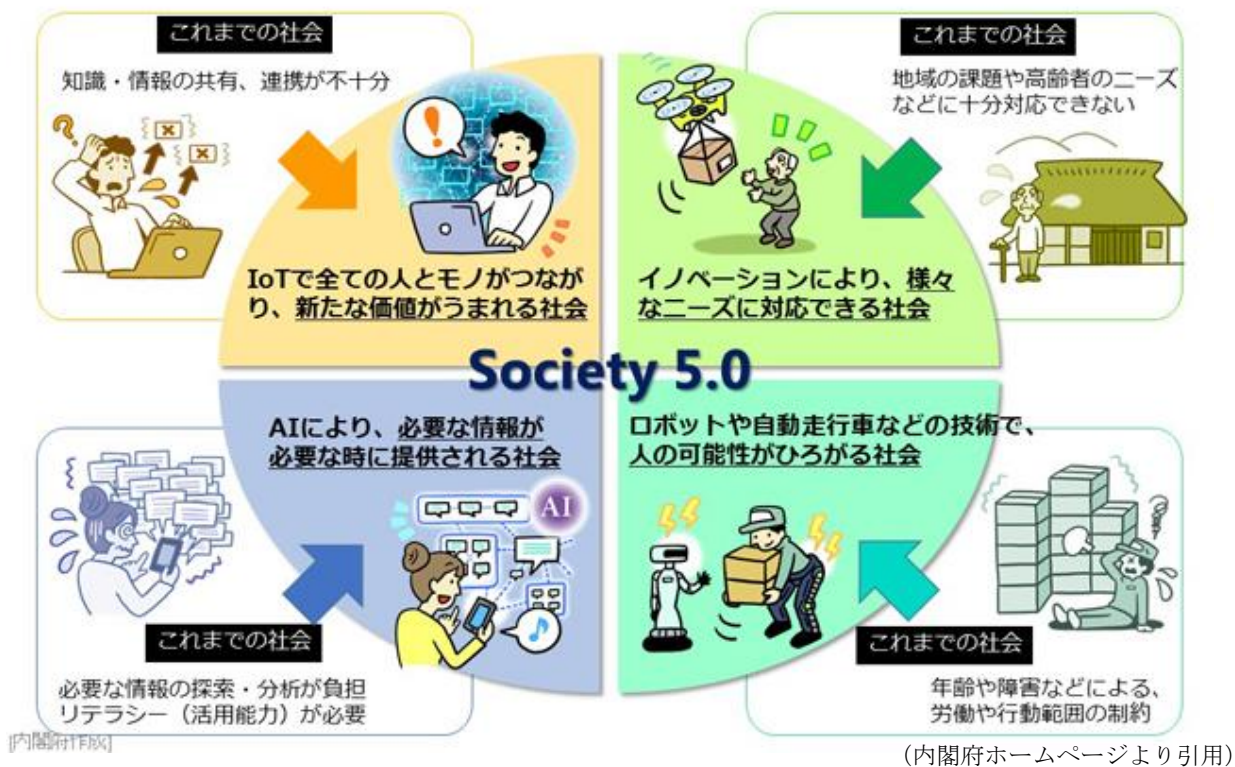 これまでの社会
知識・情報の共有、連携が不十分
IoTで全ての人とモノがつなが
り、新たな価値がうまれる社会
これまでの社会
地域の課題や高齢者のニーズ
などに十分対応できない
イノベーションにより、様々
なニーズに対応できる社会
Society 5.0
AIにより、必要な情報が
必要な時に提供される社会
AI
これまでの社会
必要な情報の探索・分析が負担
リテラシー（活用能力）が必要
ロボットや自動走行車などの技術で、
人の可能性がひろがる社会
これまでの社会
年齢や障害などによる、
労働や行動範囲の制約
[内閣府作成]
（内閣府ホームページより引用）